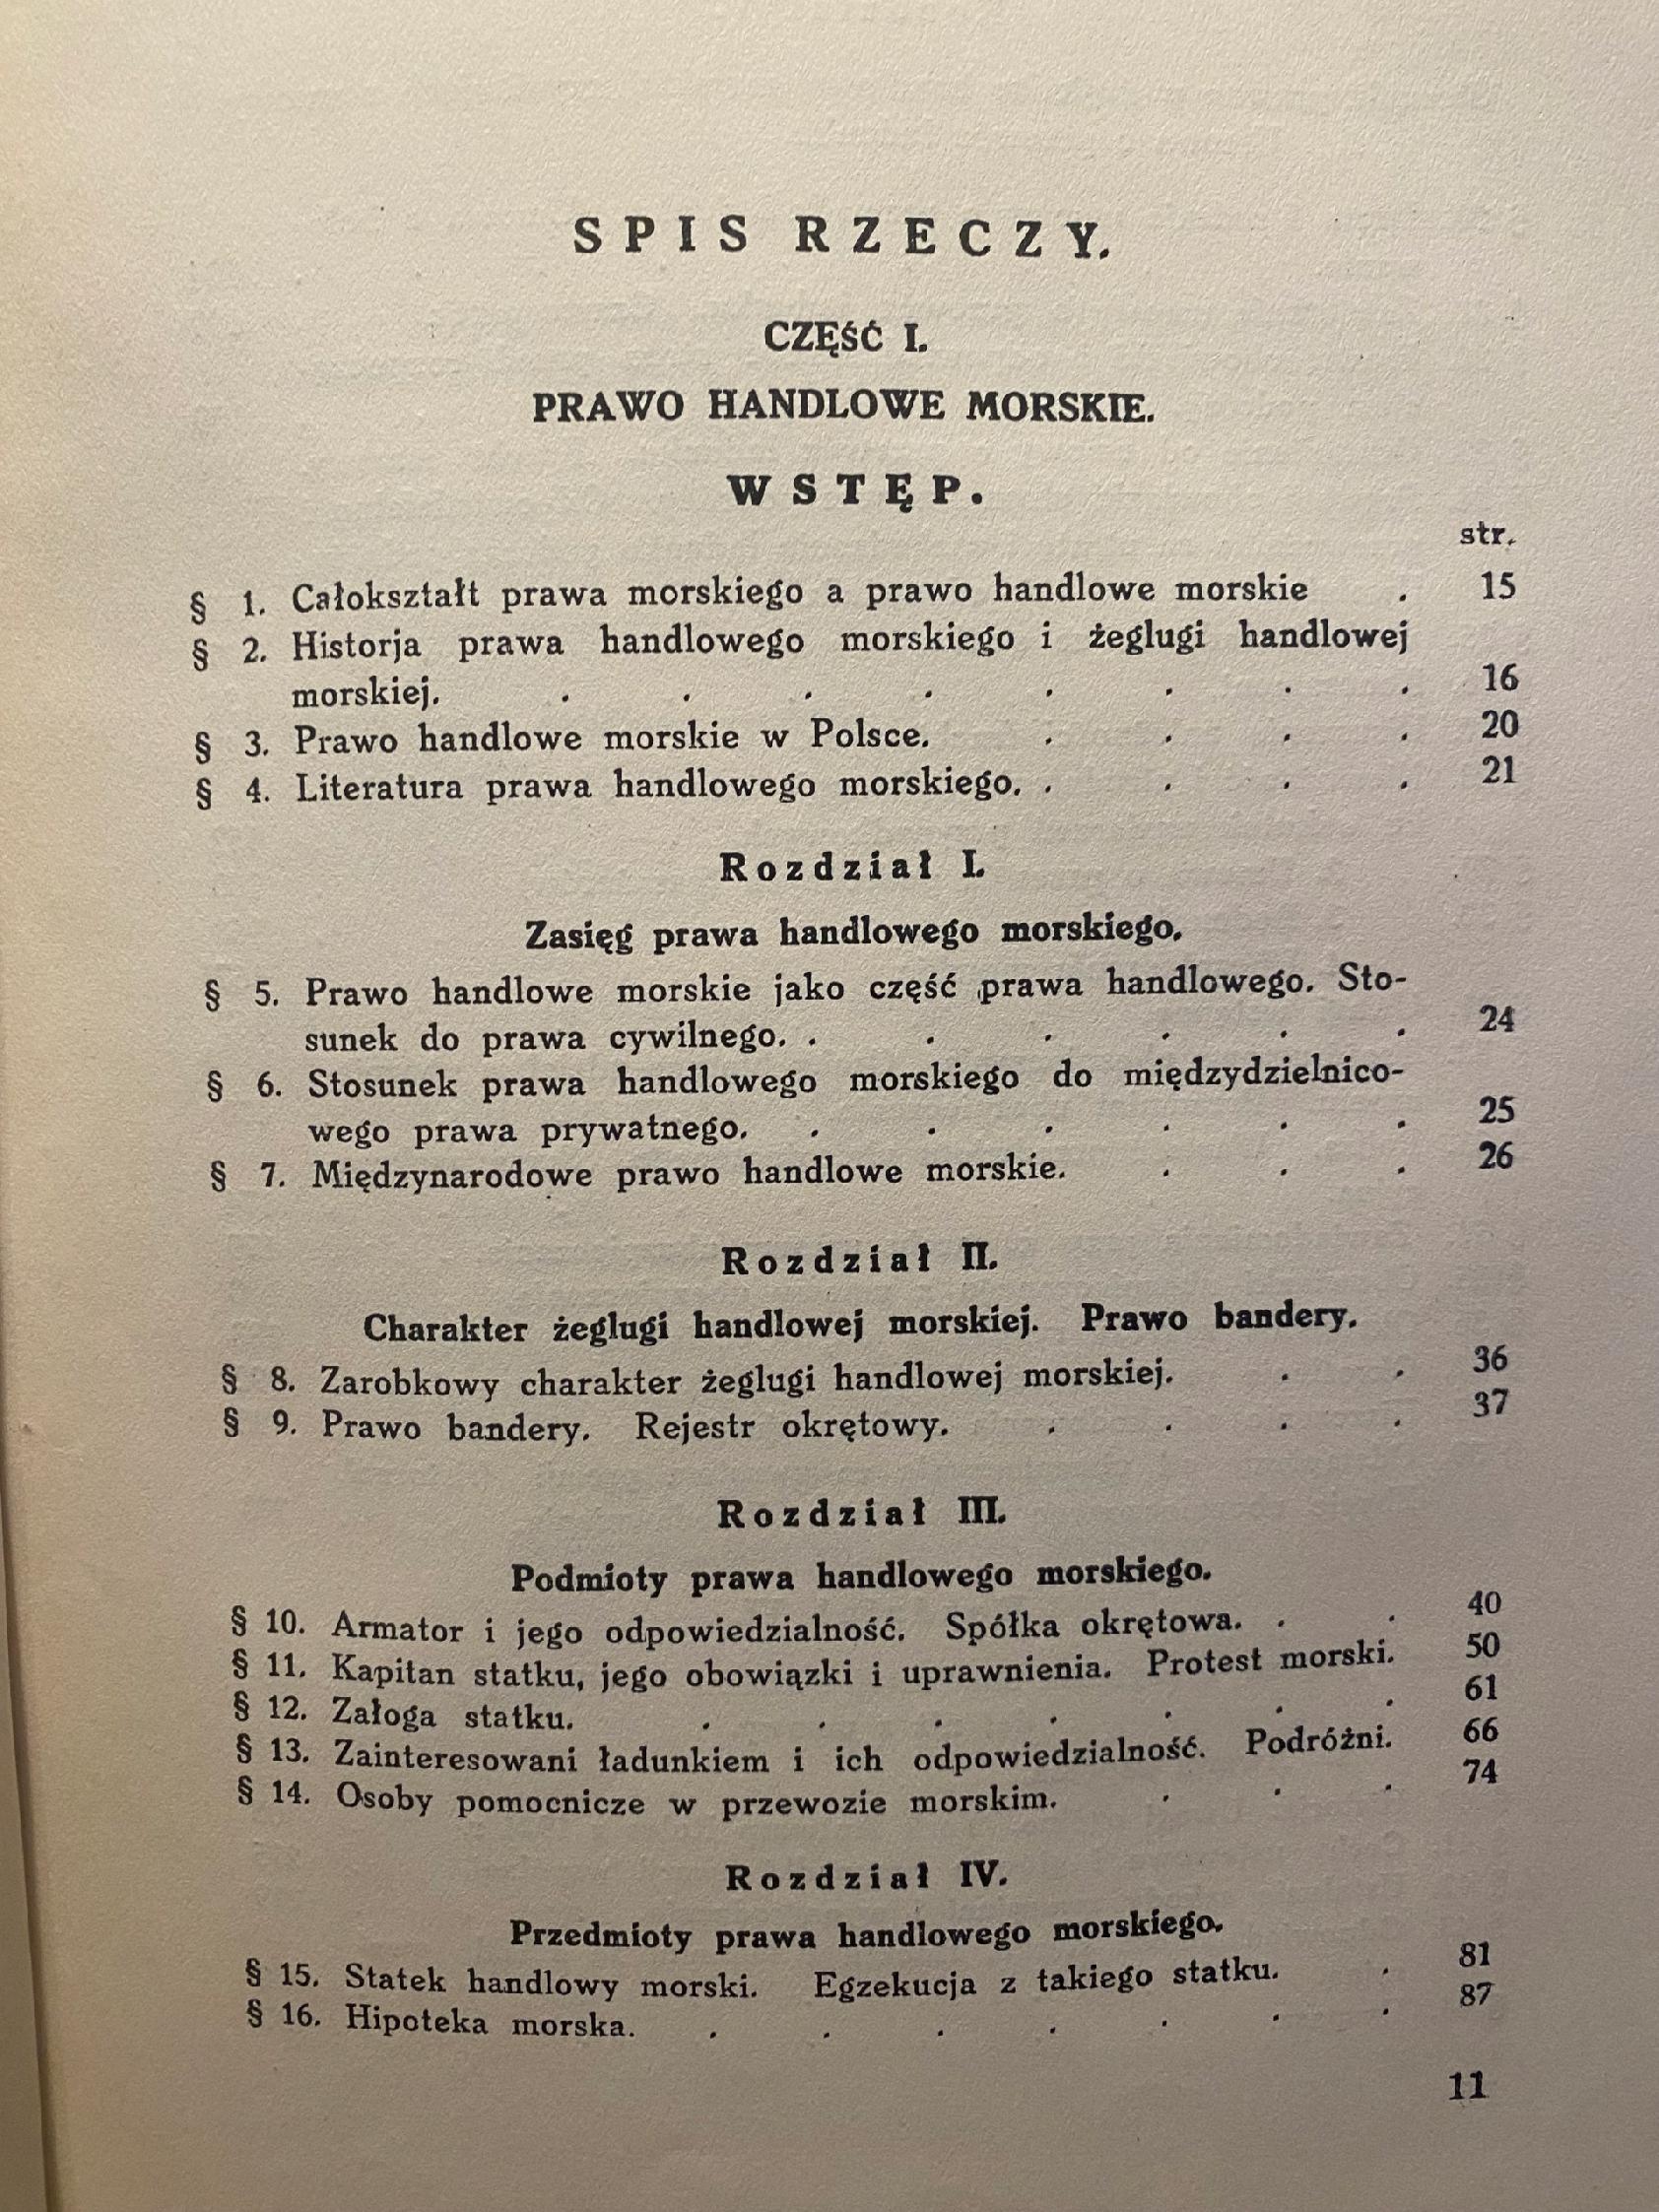 SPIS RZECZY.
CZĘŚĆ I.
PRAWO HANDLOWE MORSKIE.
WSTĘP.
str.
§ 1. Całokształt prawa morskiego a prawo handlowe morskie . 15
§ 2. Historja prawa handlowego morskiego i żeglugi handlowej
morskiej. . . . . . . . . 16
§ 3. Prawo handlowe morskie w Polsce. . . . . 20
§ 4. Literatura prawa handlowego morskiego. . . . . 21
Rozdział I.
Zasięg prawa handlowego morskiego.
§ 5. Prawo handlowe morskie jako część prawa handlowego. Sto-
sunek do prawa cywilnego. . . . . . . 24
§ 6. Stosunek prawa handlowego morskiego do międzydzielnico-
wego prawa prywatnego. . . . . . . 25
§ 7. Międzynarodowe prawo handlowe morskie. . . . 26
Rozdział II.
Charakter żeglugi handlowej morskiej. Prawo bandery.
§ 8. Zarobkowy charakter żeglugi handlowej morskiej. . . 36
§ 9. Prawo bandery. Rejestr okrętowy. . . . . 37
Rozdział III.
Podmioty prawa handlowego morskiego.
§ 10. Armator i jego odpowiedzialność. Spółka okrętowa. . . 40
§ 11. Kapitan statku, jego obowiązki i uprawnienia. Protest morski. 50
§ 12. Załoga statku. . . . . . . . 61
§ 13. Zainteresowani ładunkiem i ich odpowiedzialność. Podróżni. 66
§ 14. Osoby pomocnicze w przewozie morskim. . . . 74
Rozdział IV.
Przedmioty prawa handlowego morskiego.
§ 15. Statek handlowy morski. Egzekucja z takiego statku. . 81
§ 16. Hipoteka morska. . . . . . . . 87
11